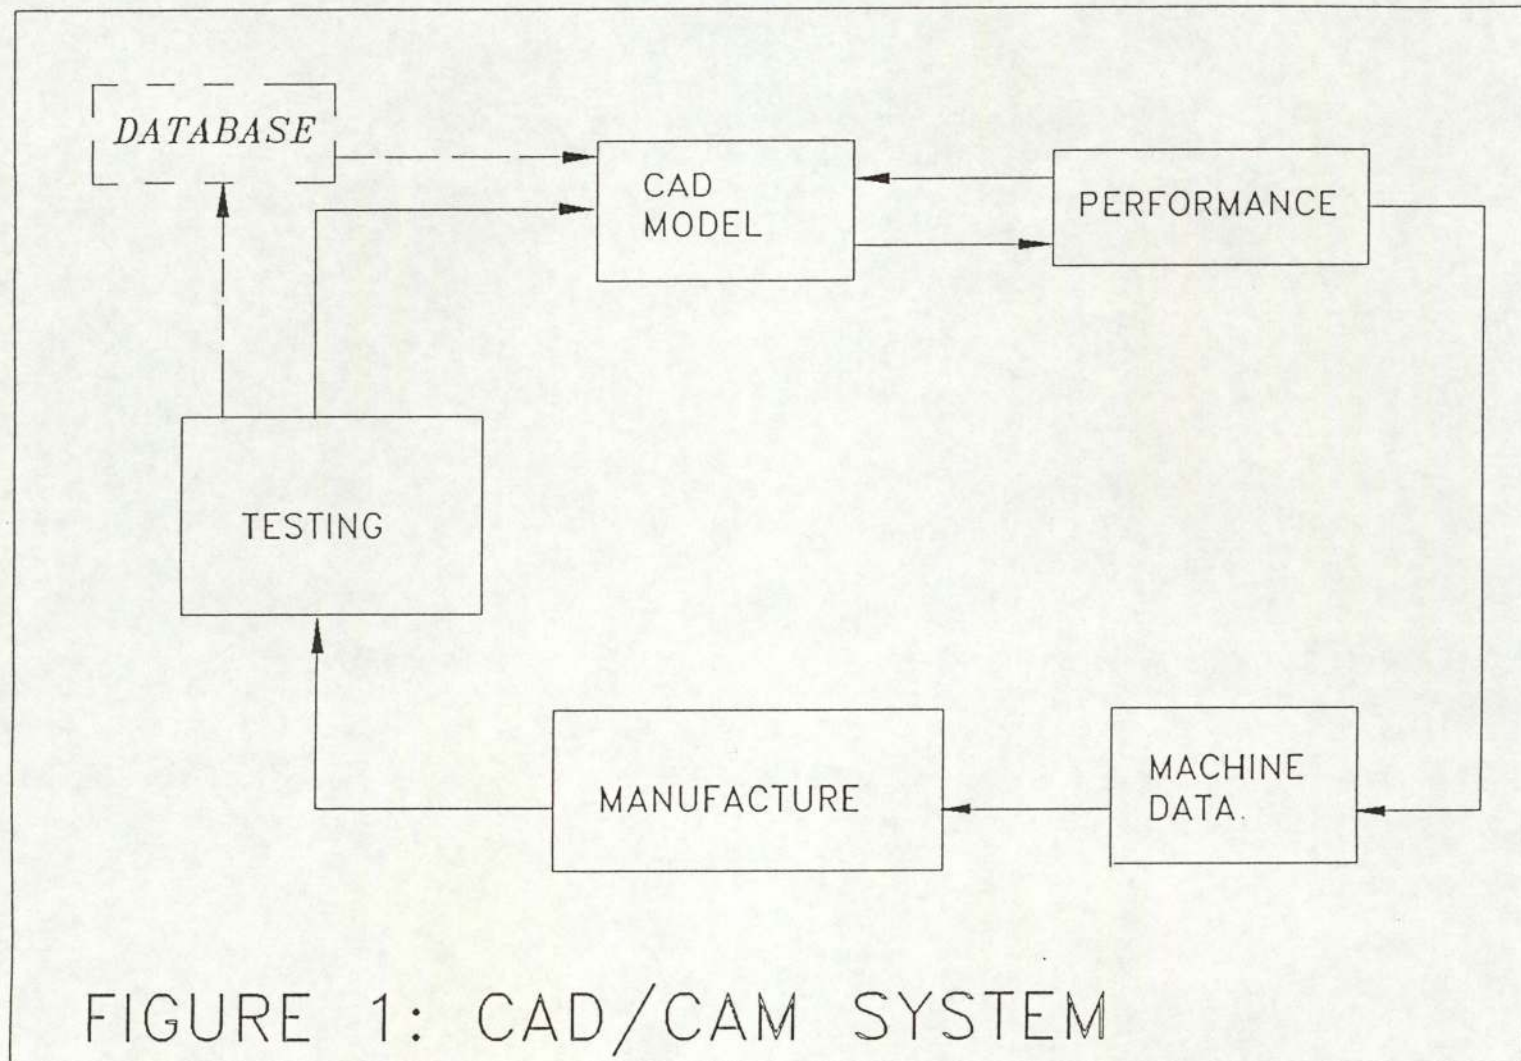 DATABASE
CAD
MODEL
PERFORMANCE
TESTING
MANUFACTURE
MACHINE
DATA.
FIGURE 1: CAD/CAM SYSTEM